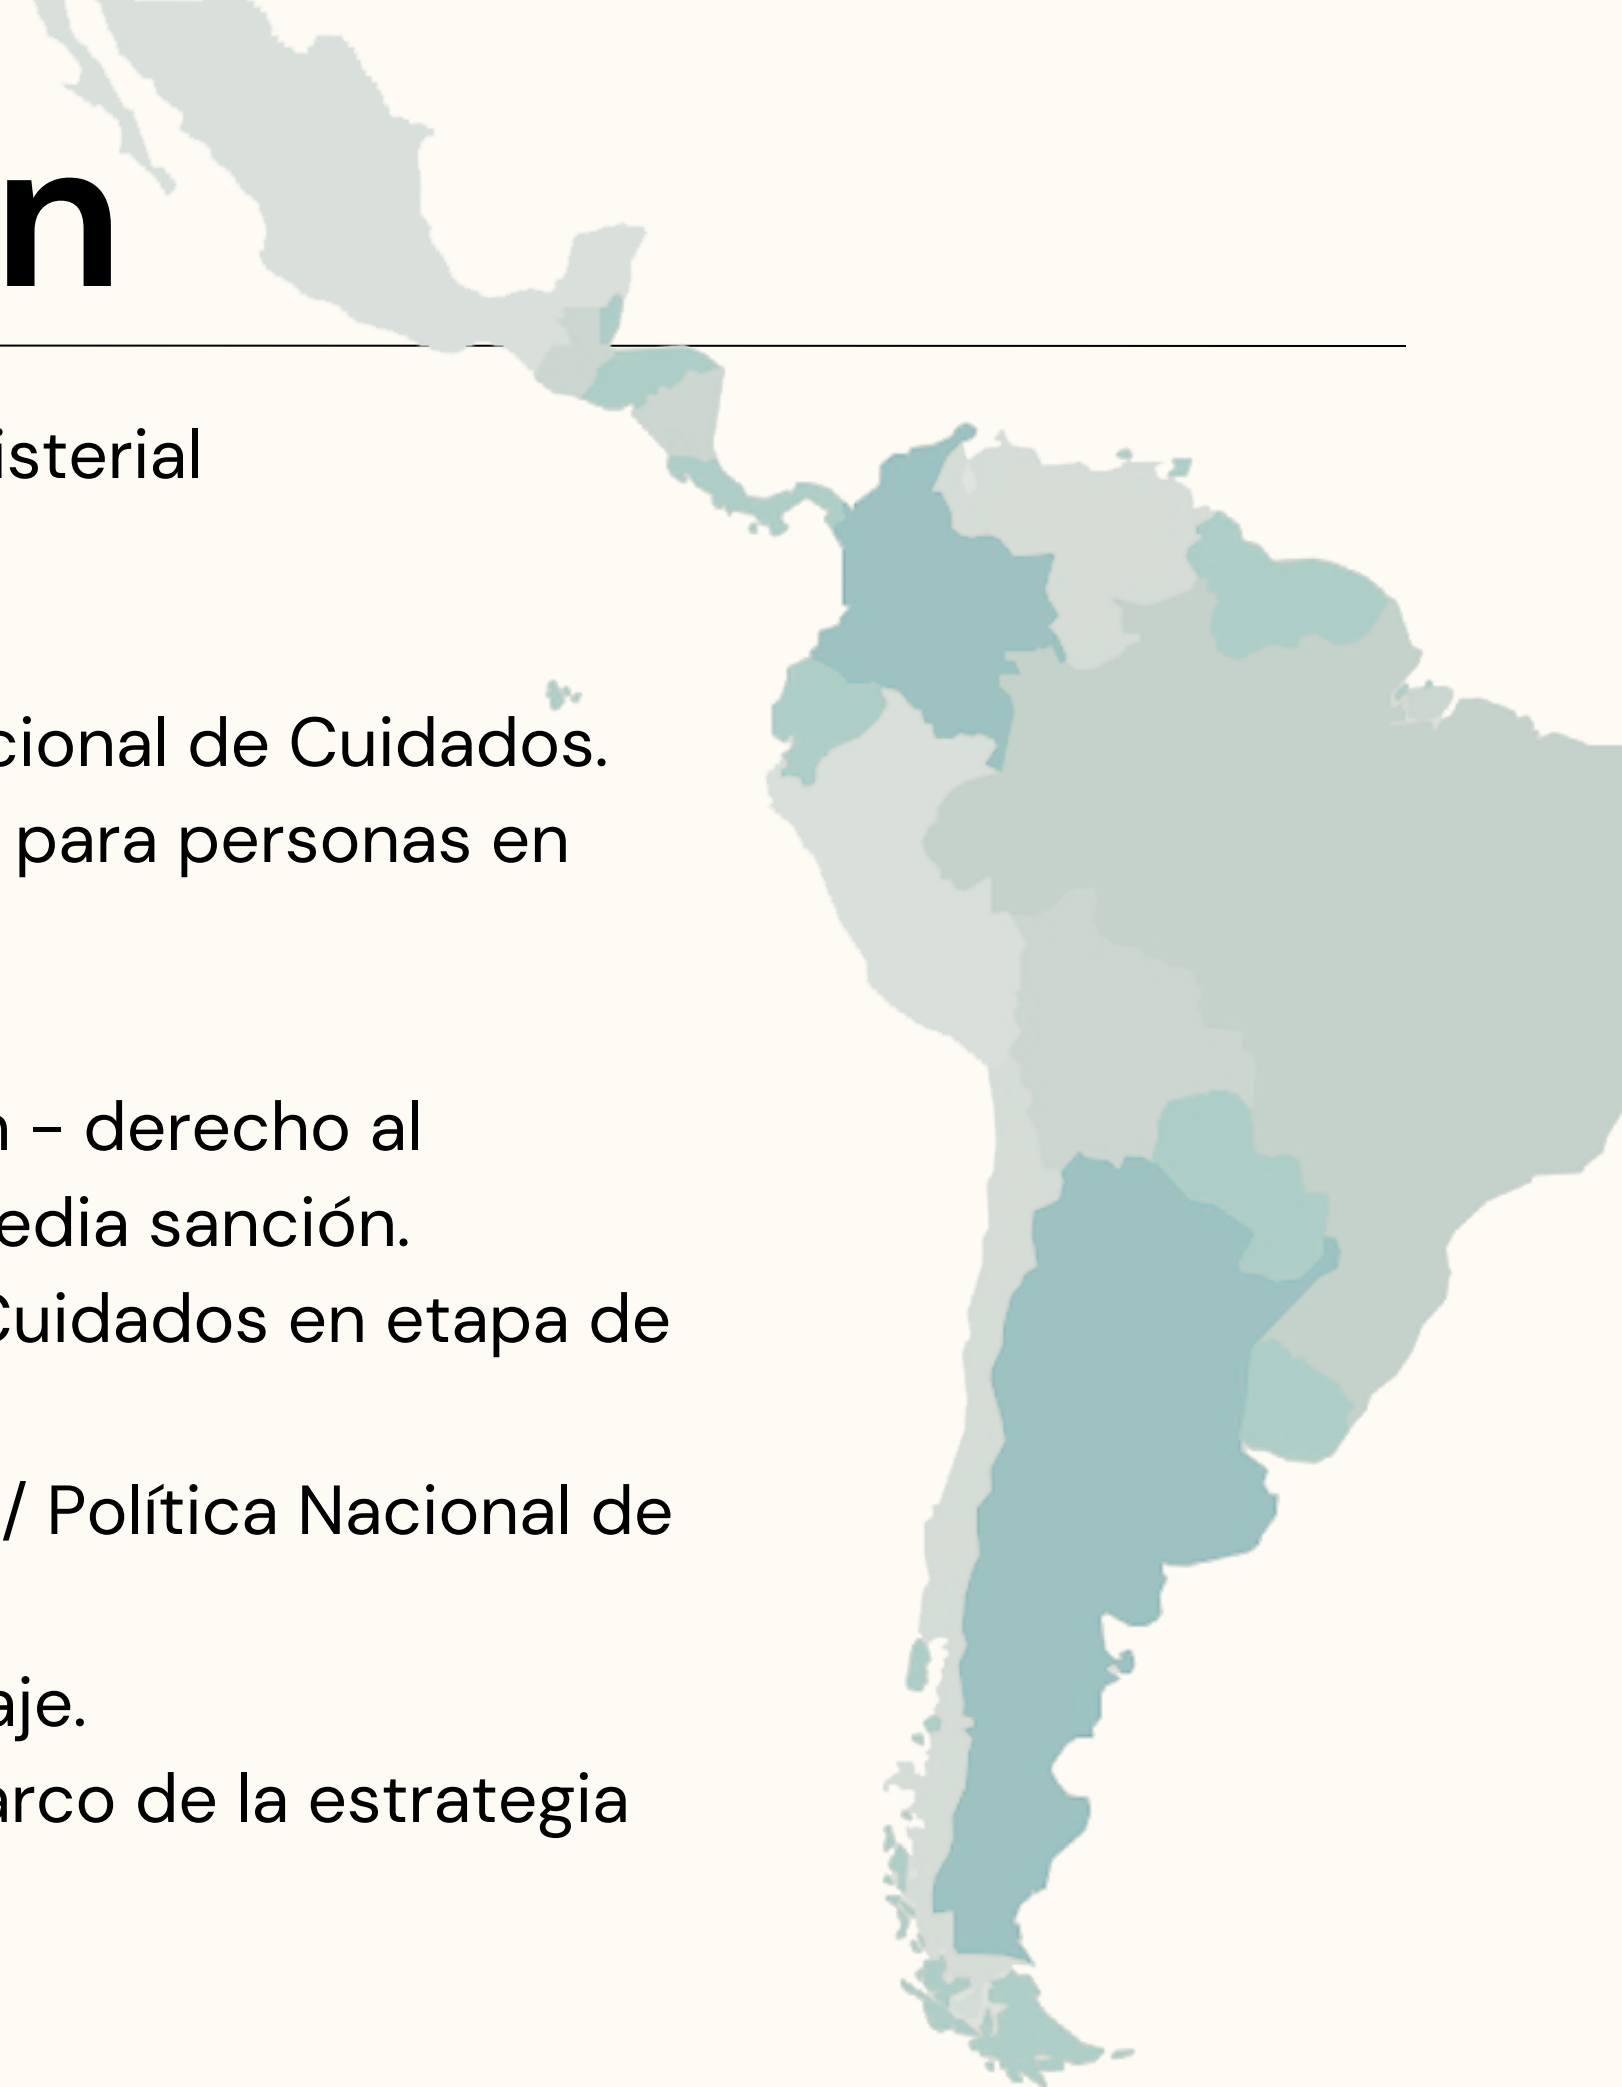 n
isterial
cional de Cuidados.
para personas en
n - derecho al
edia sanción.
Cuidados en etapa de
/ Política Nacional de
aje.
arco de la estrategia